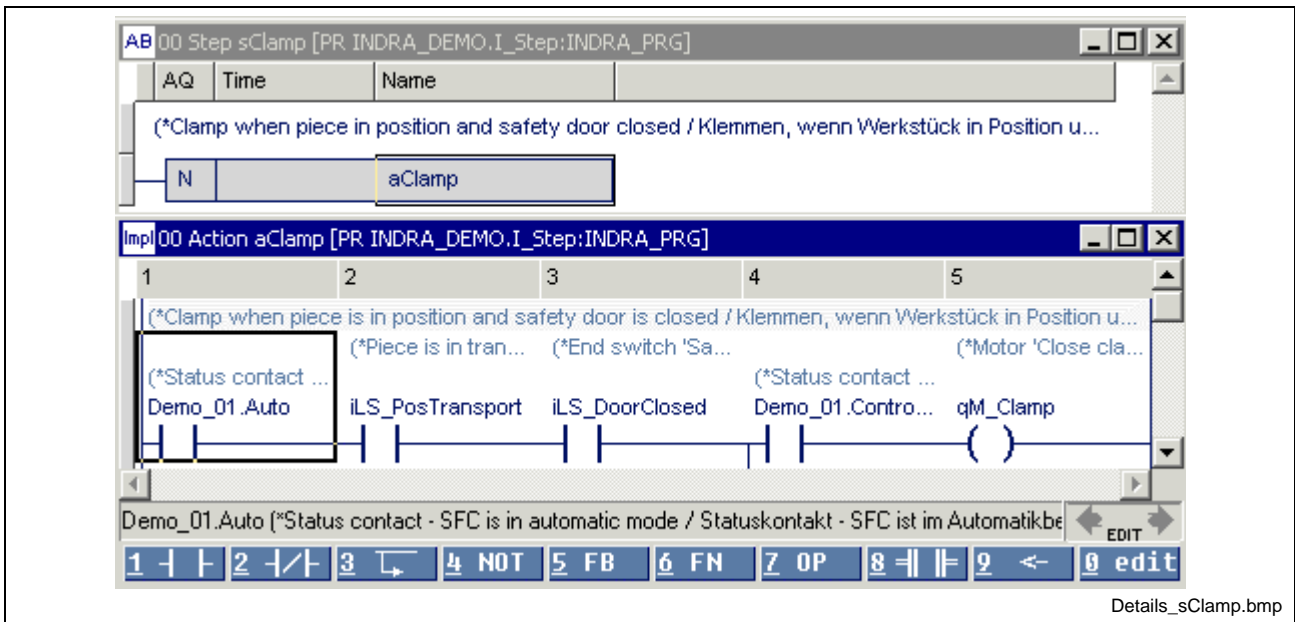 AB 00 Step sClamp [PR INDRA_DEMO.I_Step:INDRA_PRG]
AQ Time Name
(*Clamp when piece in position and safety door closed / Klemmen, wenn Werkstück in Position u...
N aClamp
Impl 00 Action aClamp [PR INDRA_DEMO.I_Step:INDRA_PRG]
1 2 3 4 5
(*Clamp when piece is in position and safety door is closed / Klemmen, wenn Werkstück in Position u...
(*Piece is in tran... (*End switch 'Sa... (*Motor 'Close cla...
(*Status contact ... (*Status contact ...
Demo_01.Auto iLS_PosTransport iLS_DoorClosed Demo_01.Contro... qM_Clamp
Demo_01.Auto (*Status contact - SFC is in automatic mode / Statuskontakt - SFC ist im Automatikbe
EDIT
1 2 3 4 NOT 5 FB 6 FN 7 OP 8 9 <- 0 edit
Details_sClamp.bmp